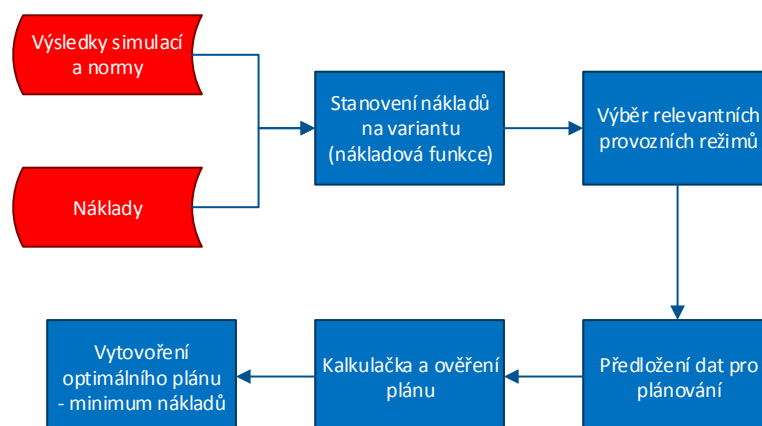 Výsledky simulací
a normy
Náklady
Stanovení nákladů
na variantu
(nákladová funkce)
Výběr relevantních
provozních režimů
Předložení dat pro
plánování
Kalkulačka a ověření
plánu
Vytovoření
optimálního plánu
- minimum nákladů